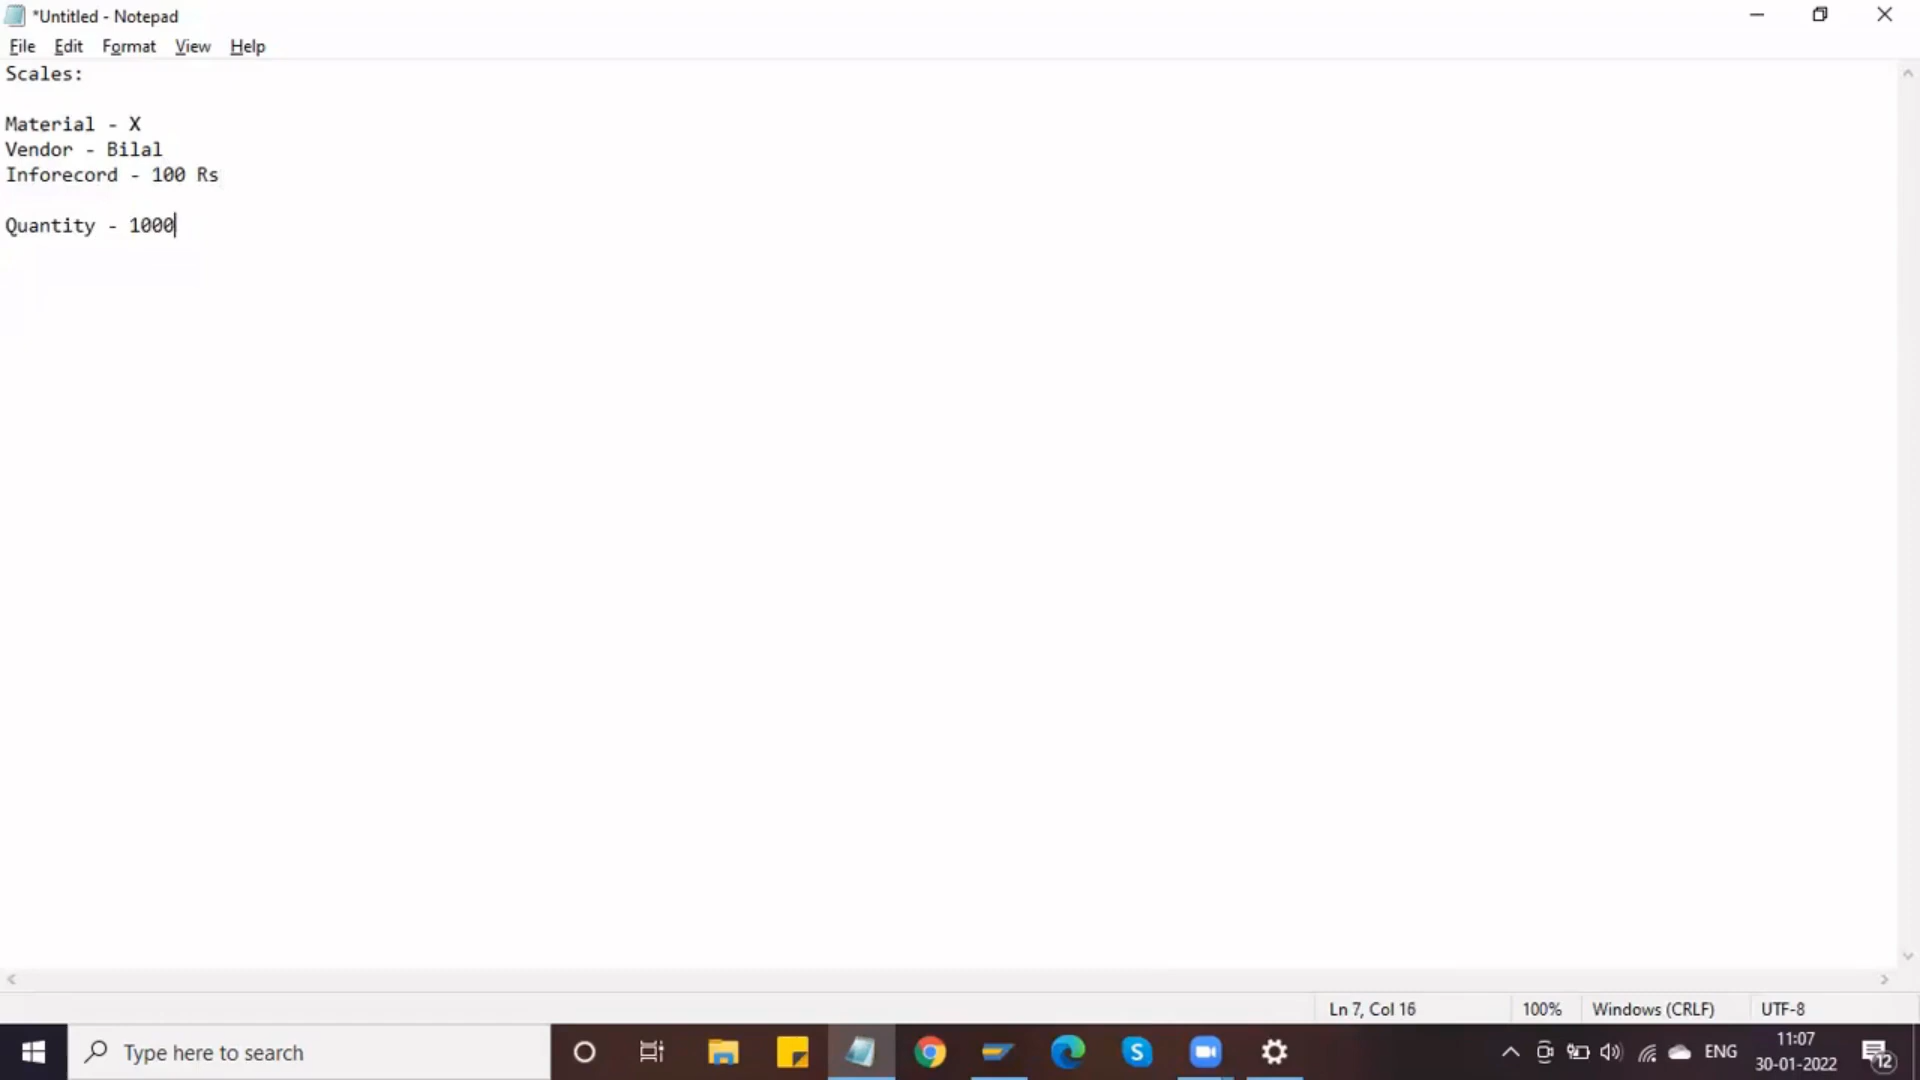 *Untitled - Notepad
File Edit Format View Help
Scales:
Material - X
Vendor - Bilal
Inforecord - 100 Rs
Quantity - 1000
Ln 7, Col 16 100% Windows (CRLF) UTF-8
Type here to search
S
ENG
11:07
30-01-2022
12